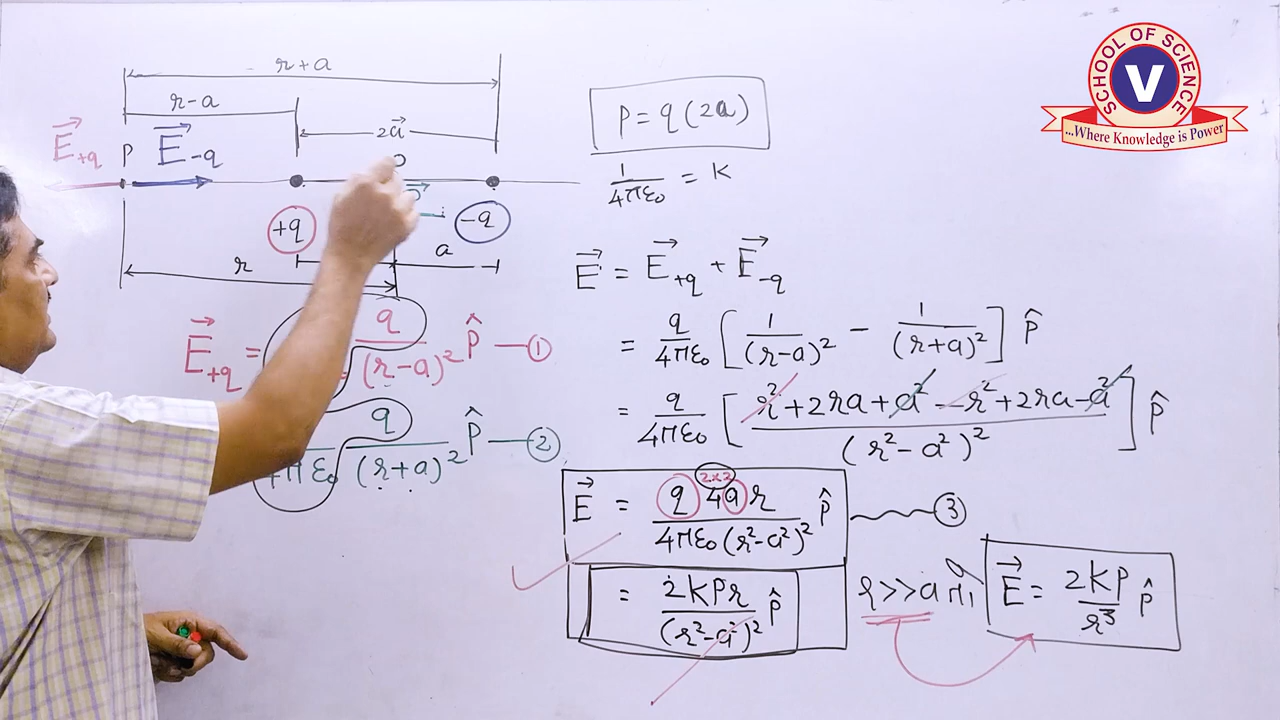 SCHOOL OF SCIENCE
V
...Where Knowledge is Power
r+a
r-a
2a⃗
E⃗+q P E⃗-q
+q -q
a
r
E⃗+q = q/(r-a)² P̂ — ①
q/4πε₀(r+a)² P̂ — ②
P = q(2a)
1/4πε₀ = K
E⃗ = E⃗+q + E⃗-q
= q/4πε₀ [1/(r-a)² - 1/(r+a)²] P̂
= q/4πε₀ [r²+2ra+a²-r²+2ra-a²/(r²-a²)²] P̂
2×2
E⃗ = q4ar/4πε₀(r²-a²)² P̂ ③
= 2KPr/(r²-a²)² P̂
r>>a E⃗ = 2KP/r³ P̂